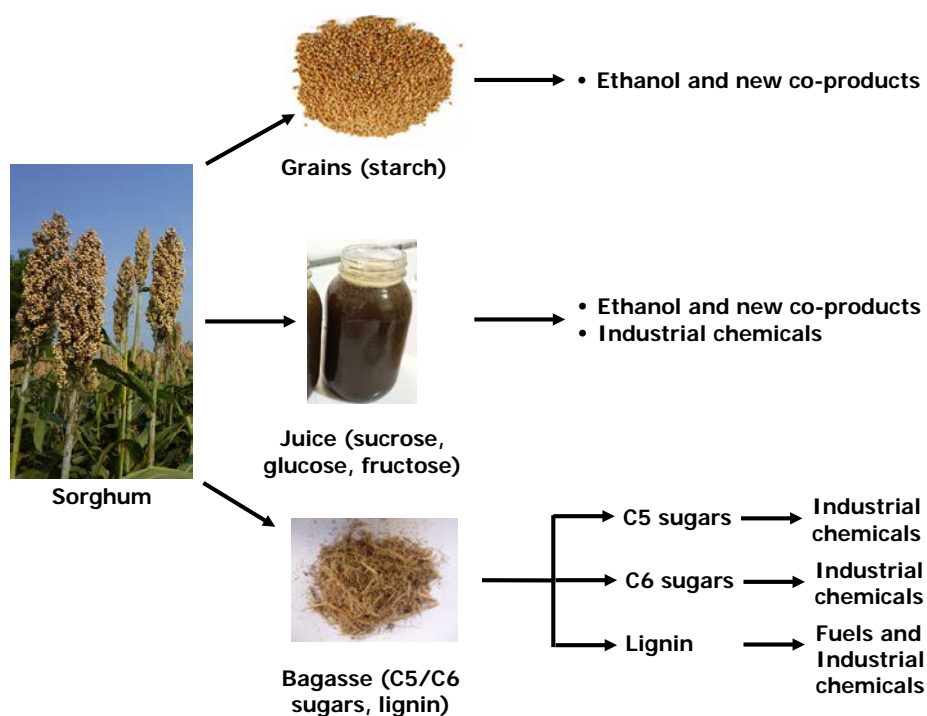 • Ethanol and new co-products
Grains (starch)
• Ethanol and new co-products
• Industrial chemicals
Juice (sucrose,
glucose, fructose)
Sorghum
C5 sugars
Industrial
chemicals
C6 sugars
Industrial
chemicals
Lignin
Fuels and
Industrial
chemicals
Bagasse (C5/C6
sugars, lignin)